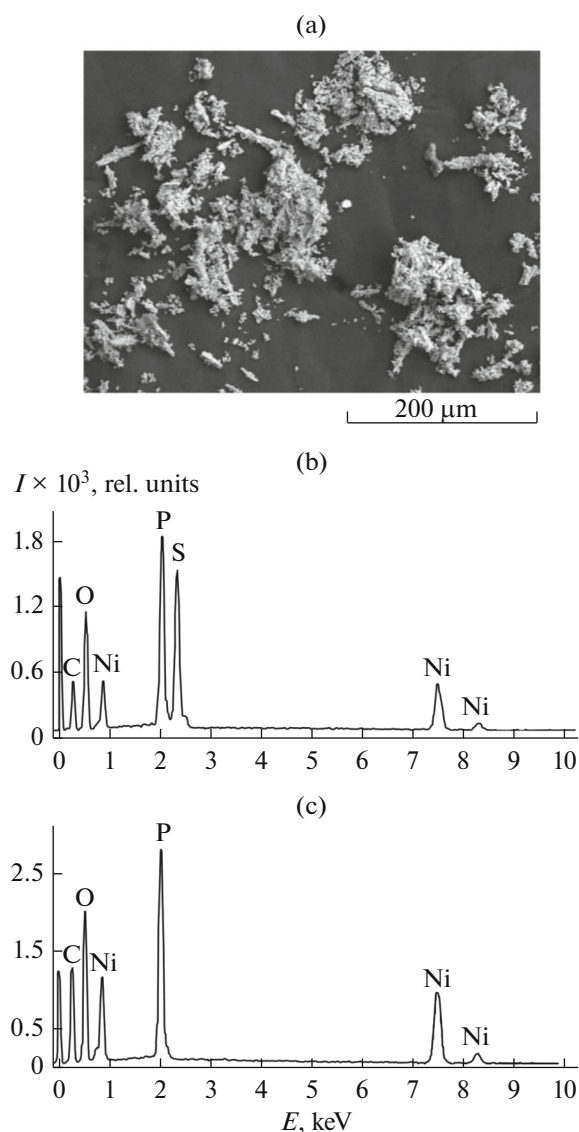 (a)
200 μm
(b)
I × 10³, rel. units
P
S
1.8
O
1.2
Ni
C
Ni
0.6
Ni
0
0 1 2 3 4 5 6 7 8 9 10
(c)
P
2.5
O
1.5
C
Ni
Ni
0.5
Ni
0
0 1 2 3 4 5 6 7 8 9 10
E, keV